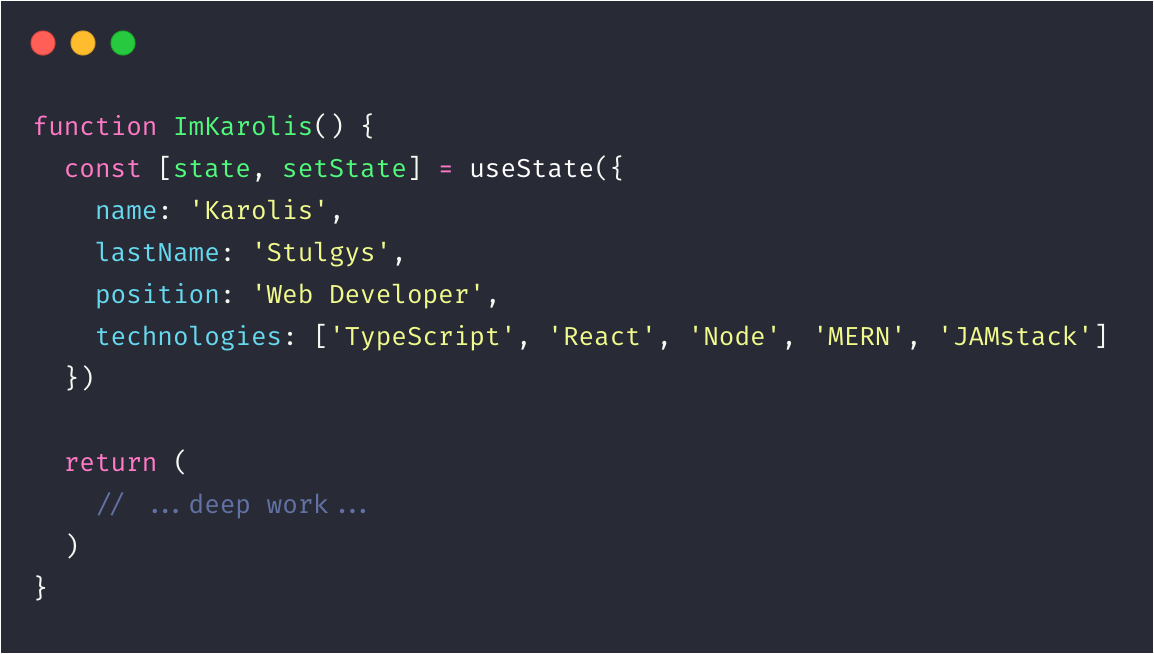 function ImKarolis() {
  const [state, setState] = useState({
    name: 'Karolis',
    lastName: 'Stulgys',
    position: 'Web Developer',
    technologies: ['TypeScript', 'React', 'Node', 'MERN', 'JAMstack']
  })

  return (
    // ...deep work...
  )
}